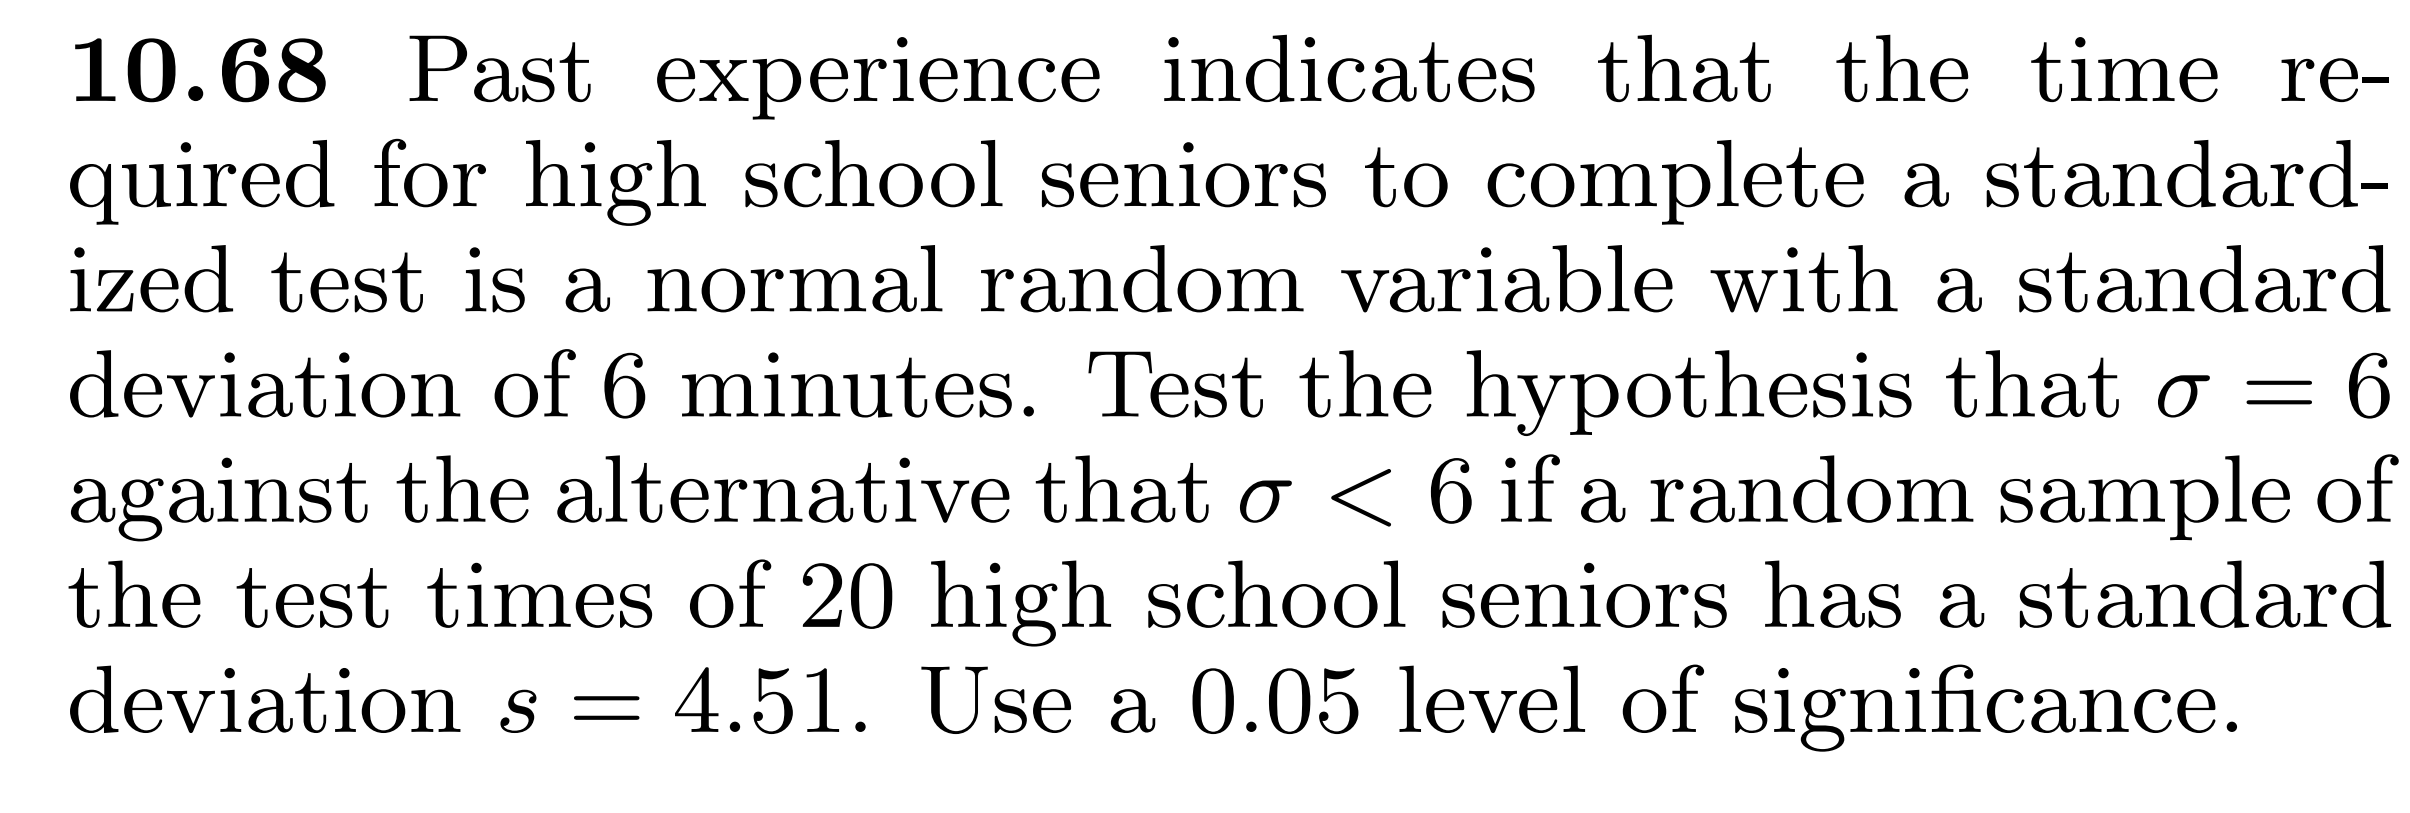 10.68 Past experience indicates that the time re-
quired for high school seniors to complete a standard-
ized test is a normal random variable with a standard
deviation of 6 minutes. Test the hypothesis that σ = 6
against the alternative that σ < 6 if a random sample of
the test times of 20 high school seniors has a standard
deviation s = 4.51. Use a 0.05 level of significance.